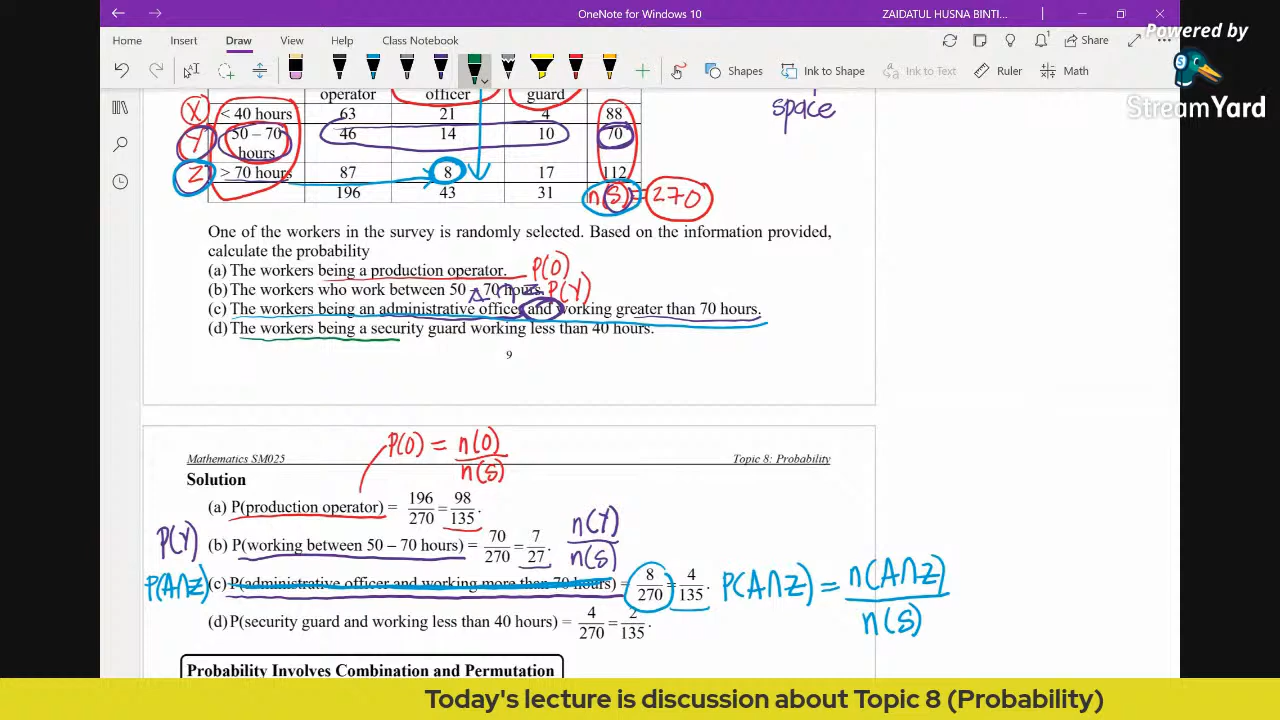 OneNote for Windows 10
ZAIDATUL HUSNA BINTI...
Powered by
StreamYard
Home Insert Draw View Help Class Notebook
Share
Shapes Ink to Shape Ink to Text Ruler Math
operator officer guard
space
X < 40 hours 63 21 4 88
Y 50 – 70 hours 46 14 10 70
Z > 70 hours 87 8 17 112
196 43 31 n(S) = 270
One of the workers in the survey is randomly selected. Based on the information provided,
calculate the probability
(a) The workers being a production operator. P(O)
(b) The workers who work between 50 – 70 hours. P(Y)
A ∩ Z
(c) The workers being an administrative officer and working greater than 70 hours.
(d) The workers being a security guard working less than 40 hours.
9
P(O) = n(O)/n(S)
Mathematics SM025 Topic 8: Probability
Solution
(a) P(production operator) = 196/270 = 98/135.
P(Y) (b) P(working between 50 – 70 hours) = 70/270 = 7/27. n(Y)/n(S)
P(A∩Z) (c) P(administrative officer and working more than 70 hours) = 8/270 = 4/135. P(A∩Z) = n(A∩Z)/n(S)
(d) P(security guard and working less than 40 hours) = 4/270 = 2/135.
Probability Involves Combination and Permutation
Today's lecture is discussion about Topic 8 (Probability)